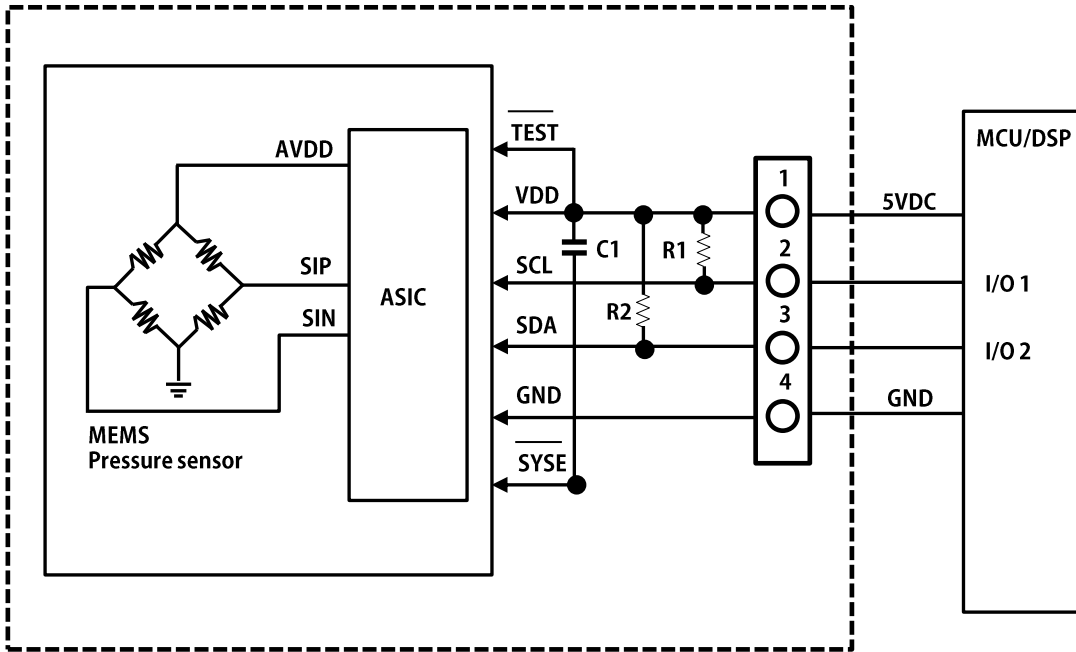 TEST
MCU/DSP
AVDD
1
VDD
5VDC
2
C1
R1
SIP
SCL
ASIC
I/O 1
R2
3
SIN
SDA
I/O 2
4
GND
GND
MEMS
Pressure sensor
SYSE